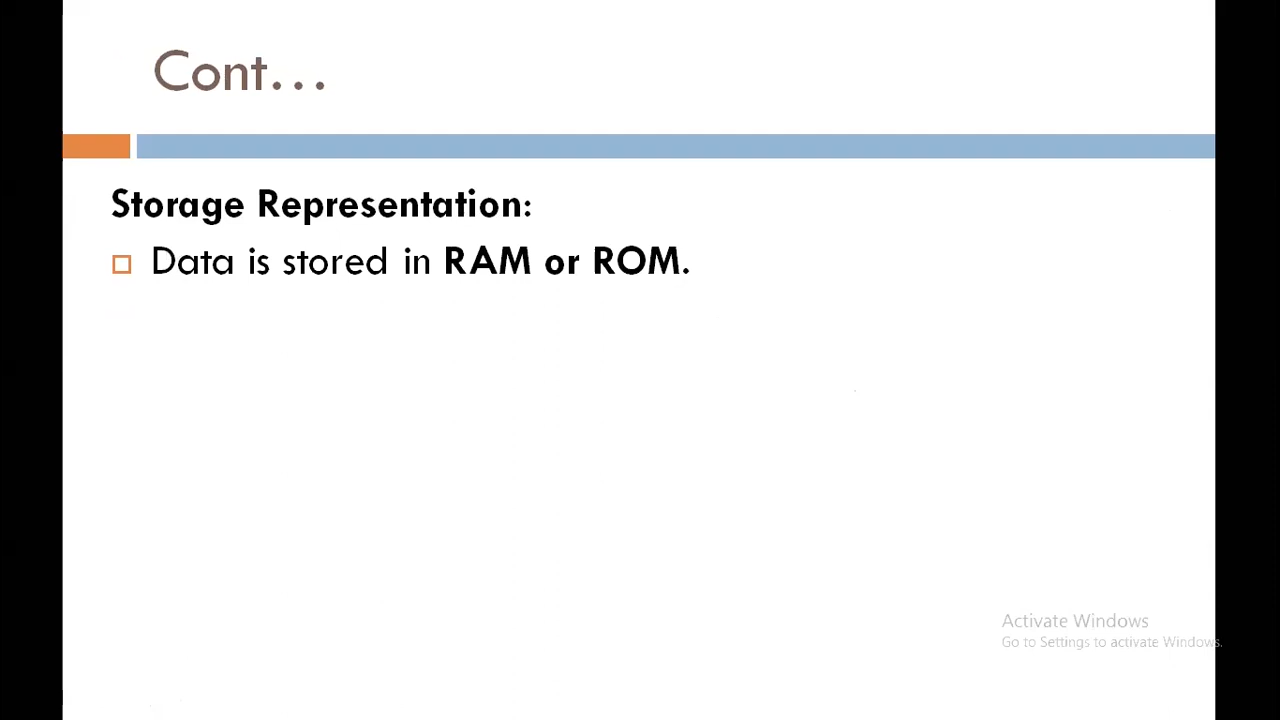 Cont...
Storage Representation:
Data is stored in RAM or ROM.
Activate Windows
Go to Settings to activate Windows.